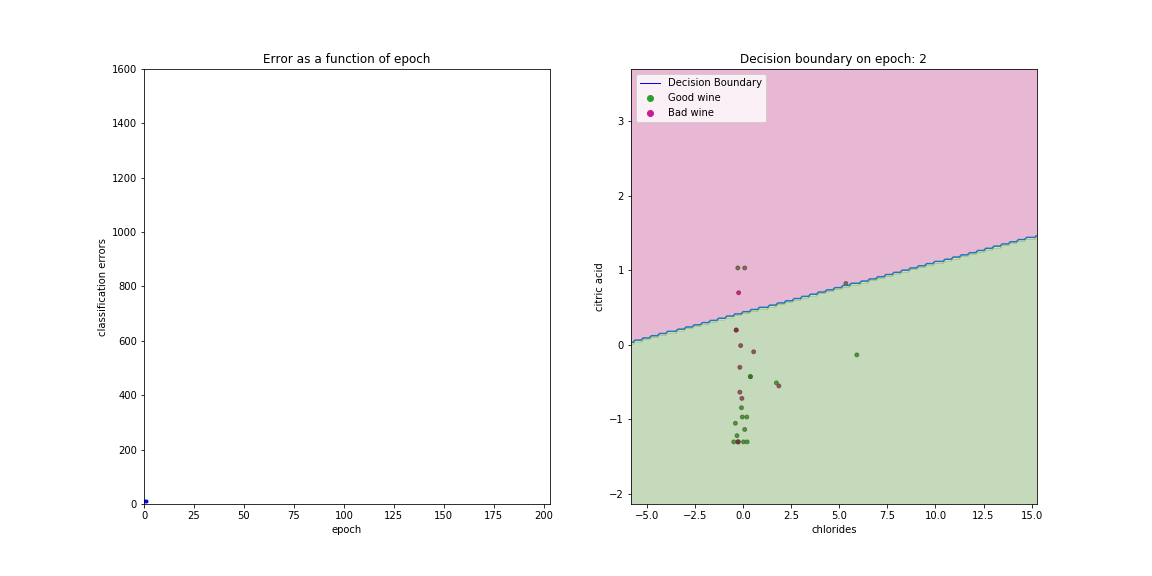 Error as a function of epoch
1600
1400
1200
1000
800
600
400
200
0
classification errors
0 25 50 75 100 125 150 175 200
epoch
Decision boundary on epoch: 2
Decision Boundary
Good wine
Bad wine
3
2
1
0
−1
−2
citric acid
−5.0 −2.5 0.0 2.5 5.0 7.5 10.0 12.5 15.0
chlorides